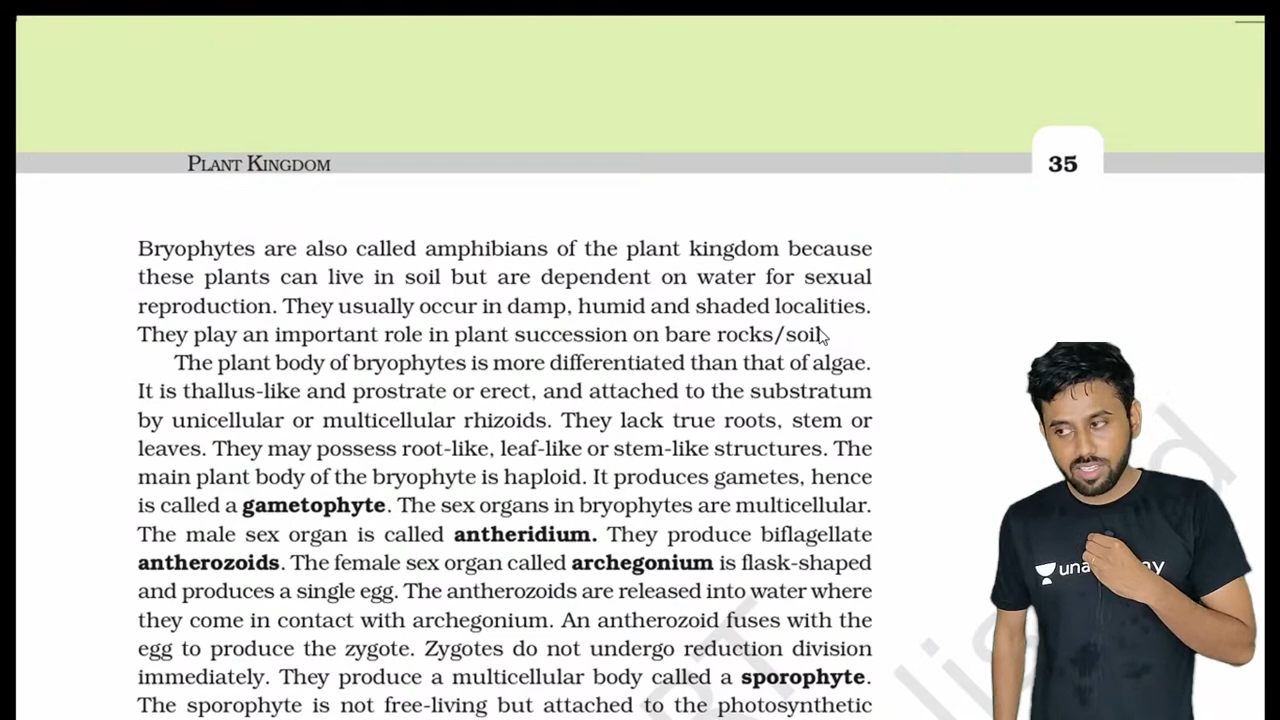 PLANT KINGDOM
35
Bryophytes are also called amphibians of the plant kingdom because
these plants can live in soil but are dependent on water for sexual
reproduction. They usually occur in damp, humid and shaded localities.
They play an important role in plant succession on bare rocks/soil.
The plant body of bryophytes is more differentiated than that of algae.
It is thallus-like and prostrate or erect, and attached to the substratum
by unicellular or multicellular rhizoids. They lack true roots, stem or
leaves. They may possess root-like, leaf-like or stem-like structures. The
main plant body of the bryophyte is haploid. It produces gametes, hence
is called a gametophyte. The sex organs in bryophytes are multicellular.
The male sex organ is called antheridium. They produce biflagellate
antherozoids. The female sex organ called archegonium is flask-shaped
and produces a single egg. The antherozoids are released into water where
they come in contact with archegonium. An antherozoid fuses with the
egg to produce the zygote. Zygotes do not undergo reduction division
immediately. They produce a multicellular body called a sporophyte.
The sporophyte is not free-living but attached to the photosynthetic